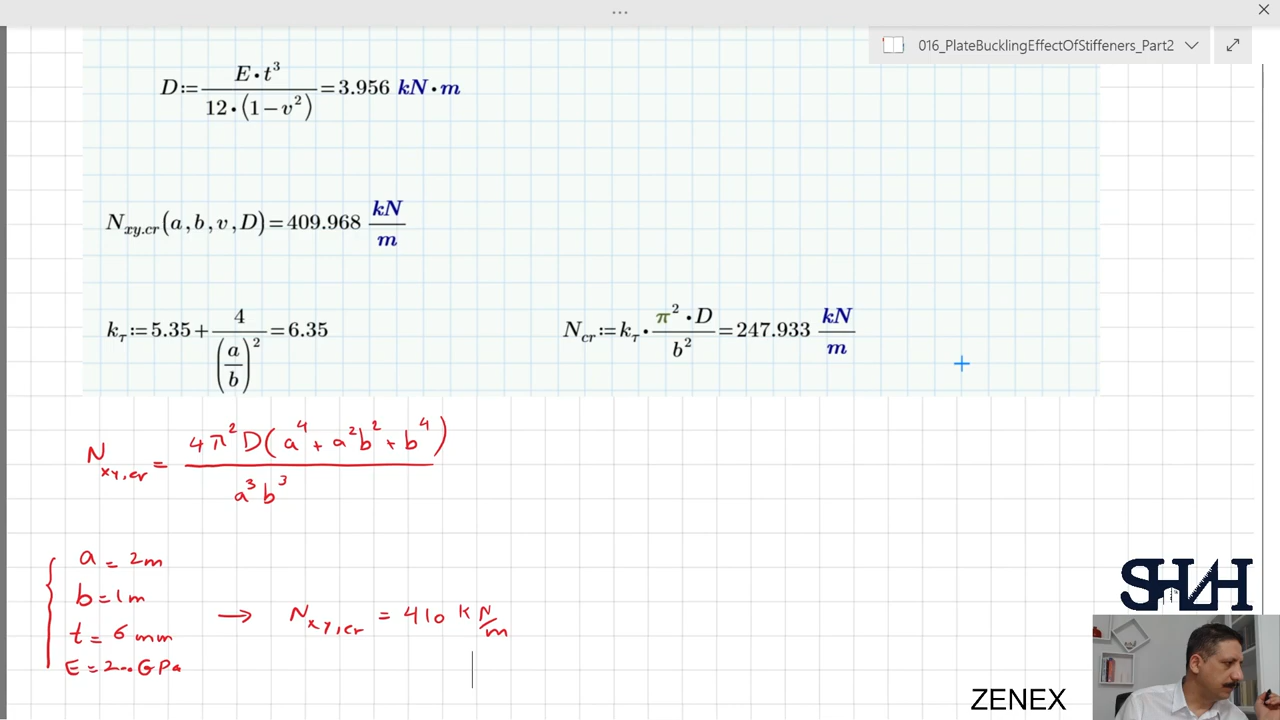 016_PlateBucklingEffectOfStiffeners_Part2
D:=E⋅t³/(12⋅(1−v²))=3.956 kN⋅m
N_xy.cr(a,b,v,D)=409.968 kN/m
k_τ:=5.35+4/(a/b)²=6.35
N_cr:=k_τ⋅π²⋅D/b²=247.933 kN/m
N_xy,cr = 4π²D(a⁴+a²b²+b⁴)/a³b³
a = 2m
b = 1m
t = 6 mm
E = 200 GPa
→ N_xy,cr = 410 kN/m
SHLH
ZENEX